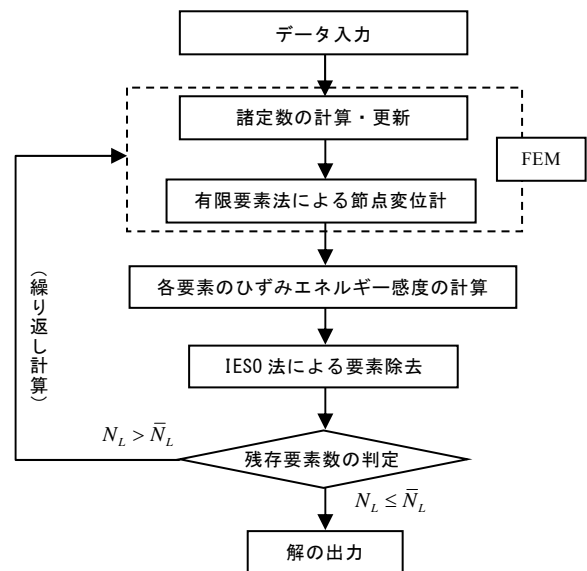 データ入力
諸定数の計算・更新
FEM
有限要素法による節点変位計
各要素のひずみエネルギー感度の計算
(繰り返し計算)
IESO 法による要素除去
N_L > N̄_L
残存要素数の判定
N_L ≤ N̄_L
解の出力